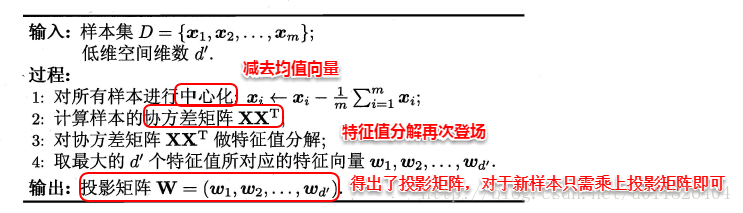 输入: 样本集 D = {x₁, x₂, . . . , xₘ};
低维空间维数 d′.
过程:
减去均值向量
1: 对所有样本进行中心化: xᵢ ← xᵢ − 1/m ∑ᵢ₌₁ᵐ xᵢ;
2: 计算样本的协方差矩阵 XXᵀ;
3: 对协方差矩阵 XXᵀ 做特征值分解; 特征值分解再次登场
4: 取最大的 d′ 个特征值所对应的特征向量 w₁, w₂, . . . , w_d′.
输出: 投影矩阵 W = (w₁, w₂, . . . , w_d′). 得出了投影矩阵，对于新样本只需乘上投影矩阵即可